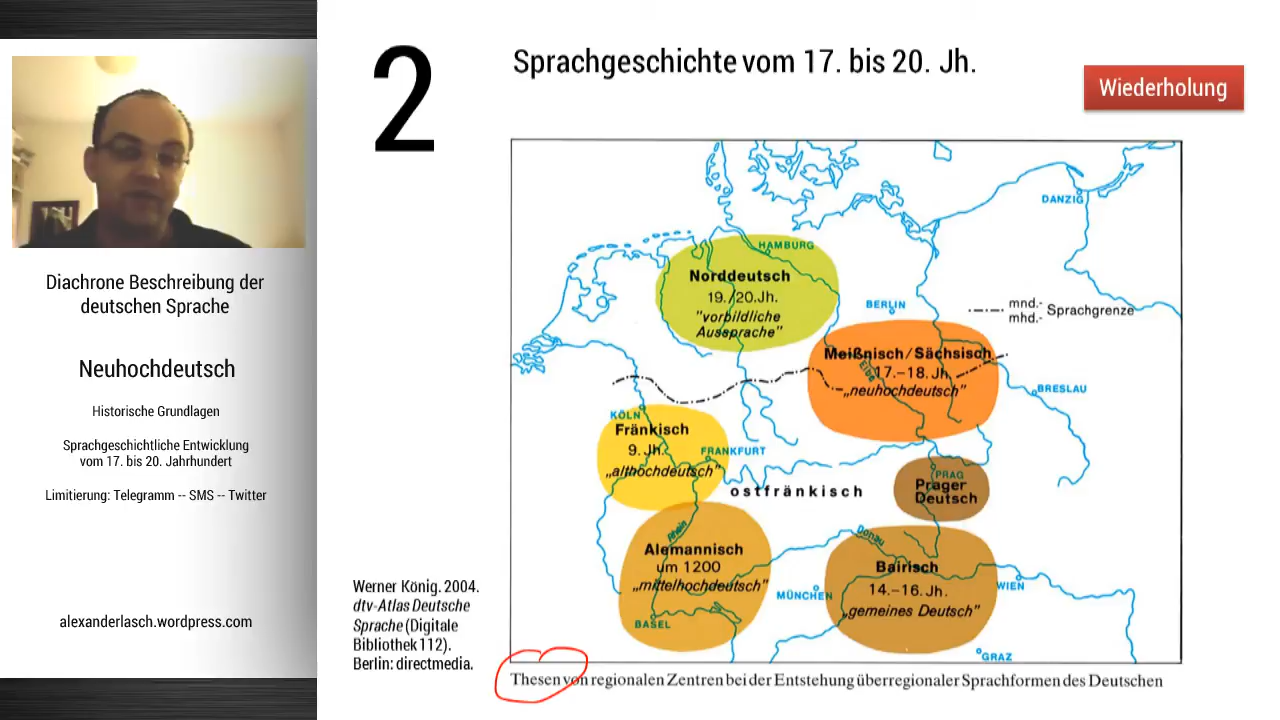 2
Sprachgeschichte vom 17. bis 20. Jh.
Wiederholung
Diachrone Beschreibung der
deutschen Sprache
Neuhochdeutsch
Historische Grundlagen
Sprachgeschichtliche Entwicklung
vom 17. bis 20. Jahrhundert
Limitierung: Telegramm -- SMS -- Twitter
alexanderlasch.wordpress.com
Werner König. 2004.
dtv-Atlas Deutsche
Sprache (Digitale
Bibliothek 112).
Berlin: directmedia.
DANZIG
HAMBURG
Norddeutsch
19./20.Jh.
"vorbildliche
Aussprache"
BERLIN
mnd.-
mhd.- Sprachgrenze
Meißnisch/Sächsisch
17.–18. Jh.
„neuhochdeutsch"
Elbe
BRESLAU
KÖLN
Fränkisch
9. Jh.
„althochdeutsch"
FRANKFURT
ostfränkisch
PRAG
Prager
Deutsch
Rhein
Alemannisch
um 1200
„mittelhochdeutsch"
BASEL
Donau
Bairisch
14.–16. Jh.
„gemeines Deutsch"
MÜNCHEN
WIEN
GRAZ
Thesen von regionalen Zentren bei der Entstehung überregionaler Sprachformen des Deutschen